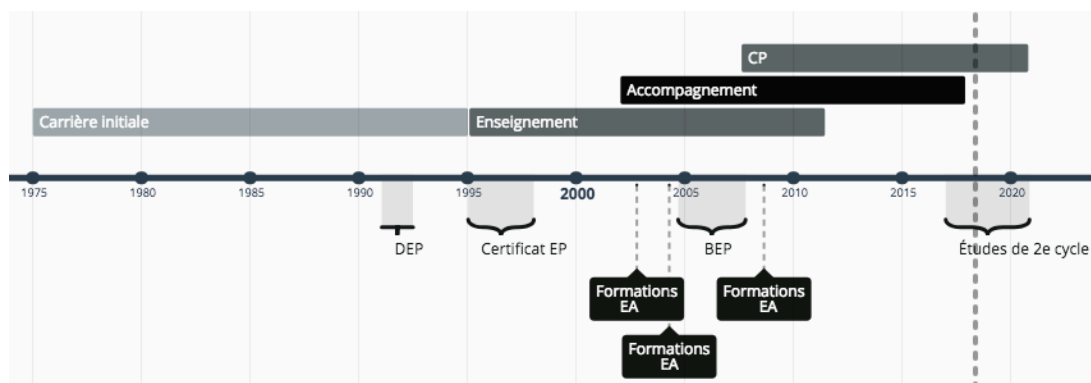 CP
Accompagnement
Carrière initiale
Enseignement
1975
1980
1985
1990
1995
2000
2005
2010
2015
2020
DEP
Certificat EP
BEP
Études de 2e cycle
Formations
EA
Formations
EA
Formations
EA